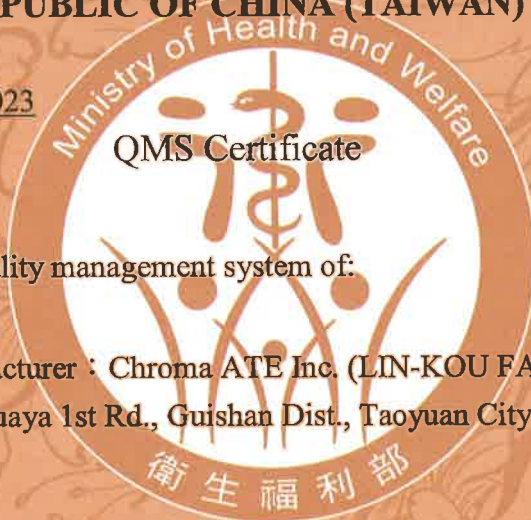 PUBLIC OF CHINA (TAIWAN)
Ministry of Health and Welfare
023
QMS Certificate
lity management system of:
acturer：Chroma ATE Inc. (LIN-KOU FA
uaya 1st Rd., Guishan Dist., Taoyuan City
衛生福利部